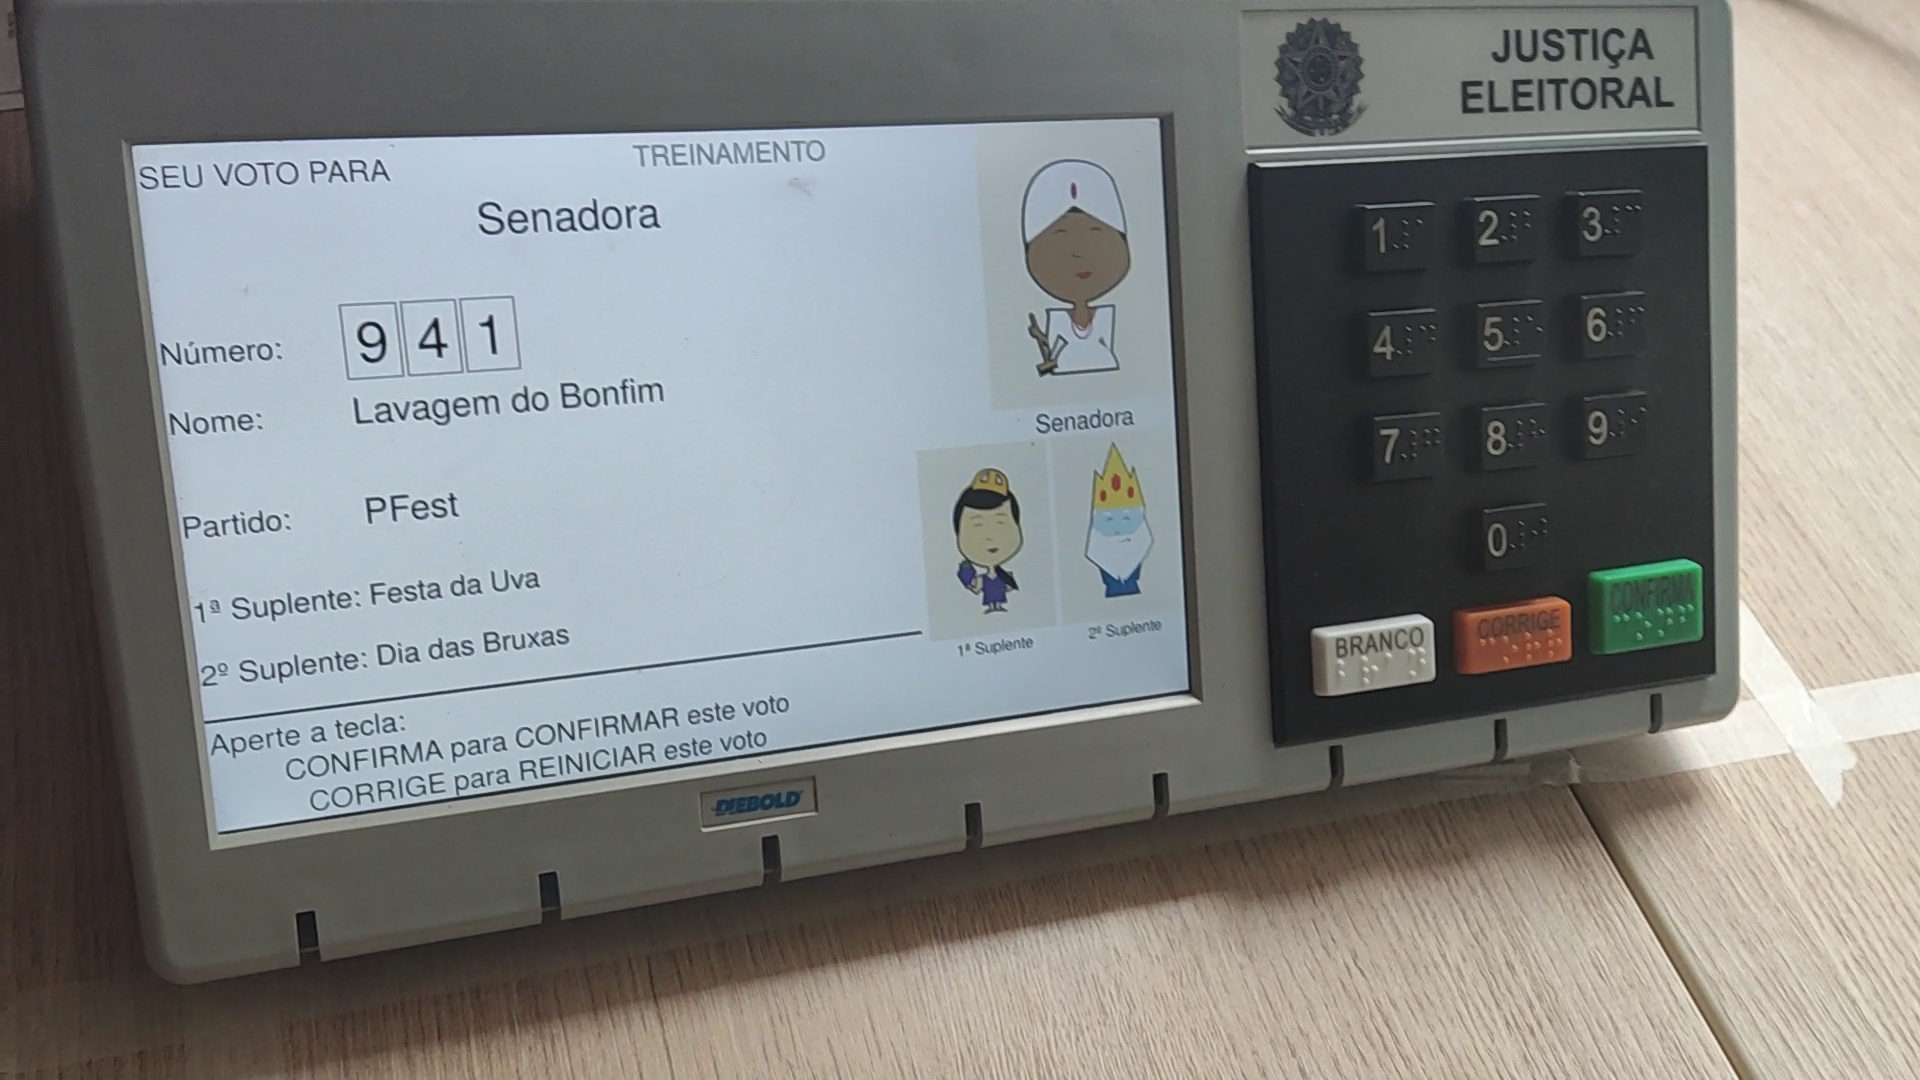 SEU VOTO PARA
TREINAMENTO
Senadora
Número: 9 4 1
Nome: Lavagem do Bonfim
Partido: PFest
1ª Suplente: Festa da Uva
2º Suplente: Dia das Bruxas
Senadora
1ª Suplente
2º Suplente
Aperte a tecla:
CONFIRMA para CONFIRMAR este voto
CORRIGE para REINICIAR este voto
DIEBOLD
JUSTIÇA
ELEITORAL
1 2 3
4 5 6
7 8 9
0
BRANCO CORRIGE CONFIRMA